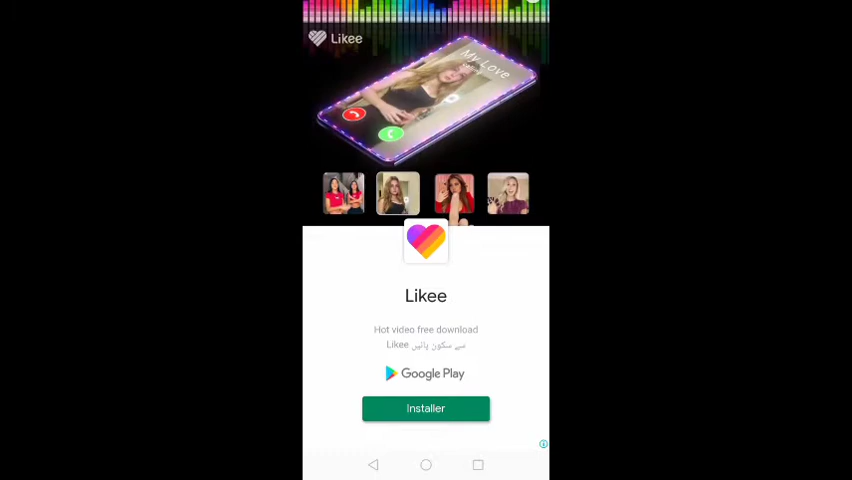 Likee
My Love
Likee
Hot video free download
Likee سے سکون پائیں
Google Play
Installer